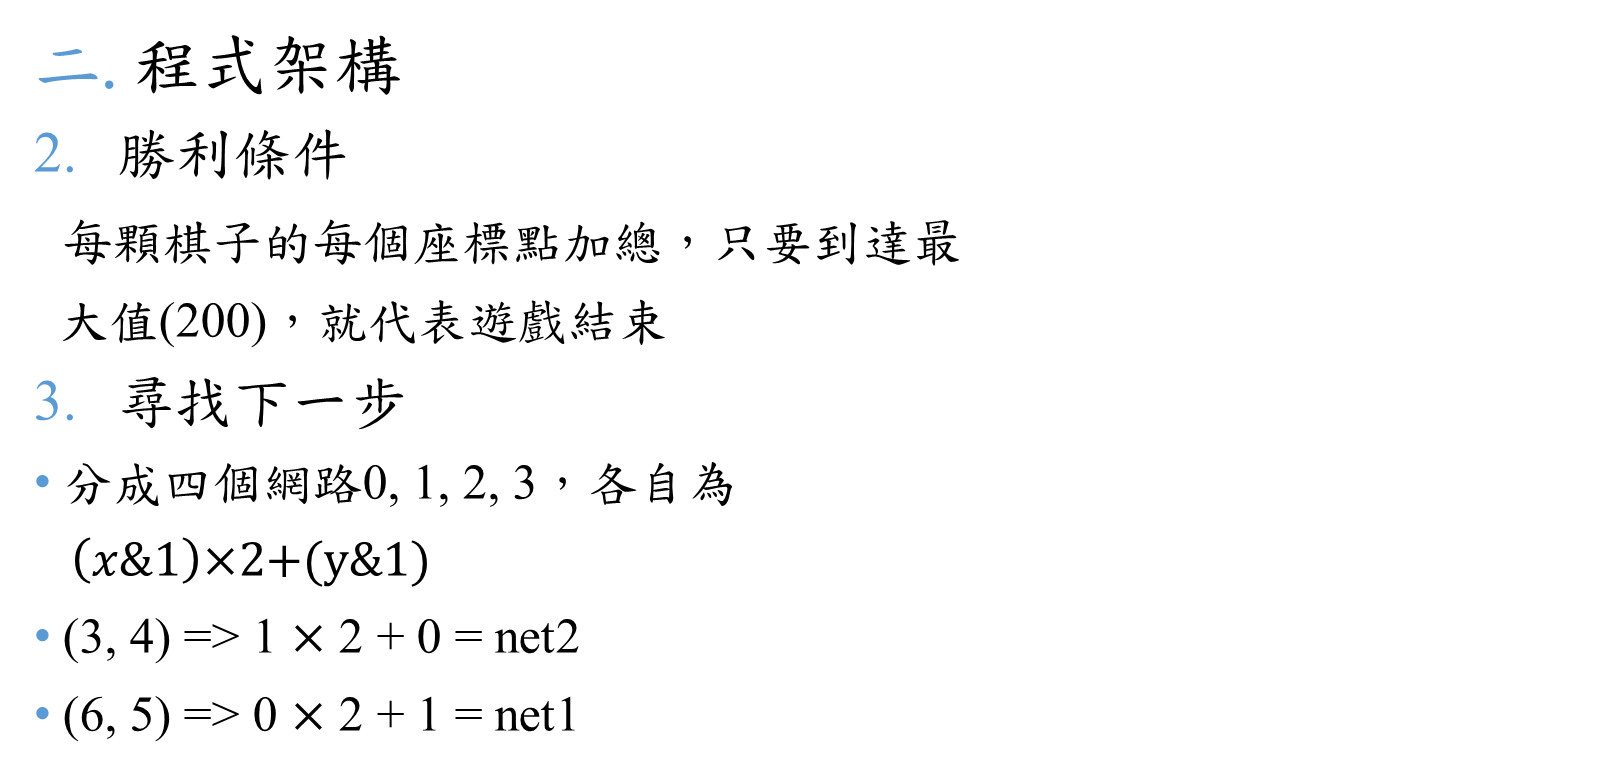 二. 程式架構
2. 勝利條件
每顆棋子的每個座標點加總，只要到達最
大值(200)，就代表遊戲結束
3. 尋找下一步
• 分成四個網路0, 1, 2, 3，各自為
(x&1)×2+(y&1)
• (3, 4) => 1 × 2 + 0 = net2
• (6, 5) => 0 × 2 + 1 = net1